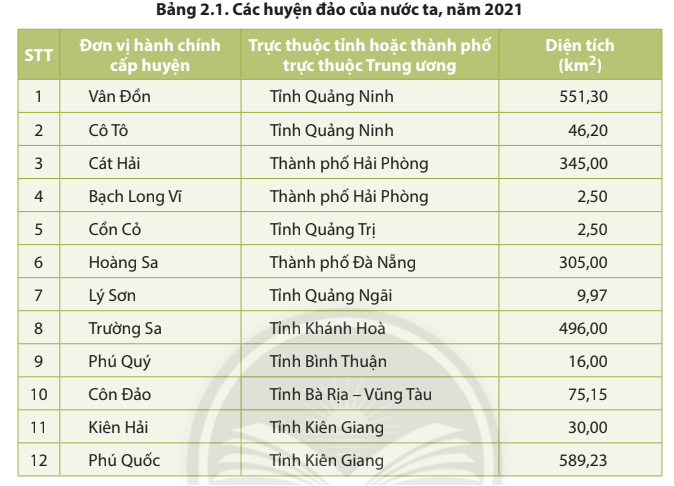 Bảng 2.1. Các huyện đảo của nước ta, năm 2021
STT Đơn vị hành chính cấp huyện Trực thuộc tỉnh hoặc thành phố trực thuộc Trung ương Diện tích (km²)
1 Vân Đồn Tỉnh Quảng Ninh 551,30
2 Cô Tô Tỉnh Quảng Ninh 46,20
3 Cát Hải Thành phố Hải Phòng 345,00
4 Bạch Long Vĩ Thành phố Hải Phòng 2,50
5 Cồn Cỏ Tỉnh Quảng Trị 2,50
6 Hoàng Sa Thành phố Đà Nẵng 305,00
7 Lý Sơn Tỉnh Quảng Ngãi 9,97
8 Trường Sa Tỉnh Khánh Hoà 496,00
9 Phú Quý Tỉnh Bình Thuận 16,00
10 Côn Đảo Tỉnh Bà Rịa – Vũng Tàu 75,15
11 Kiên Hải Tỉnh Kiên Giang 30,00
12 Phú Quốc Tỉnh Kiên Giang 589,23